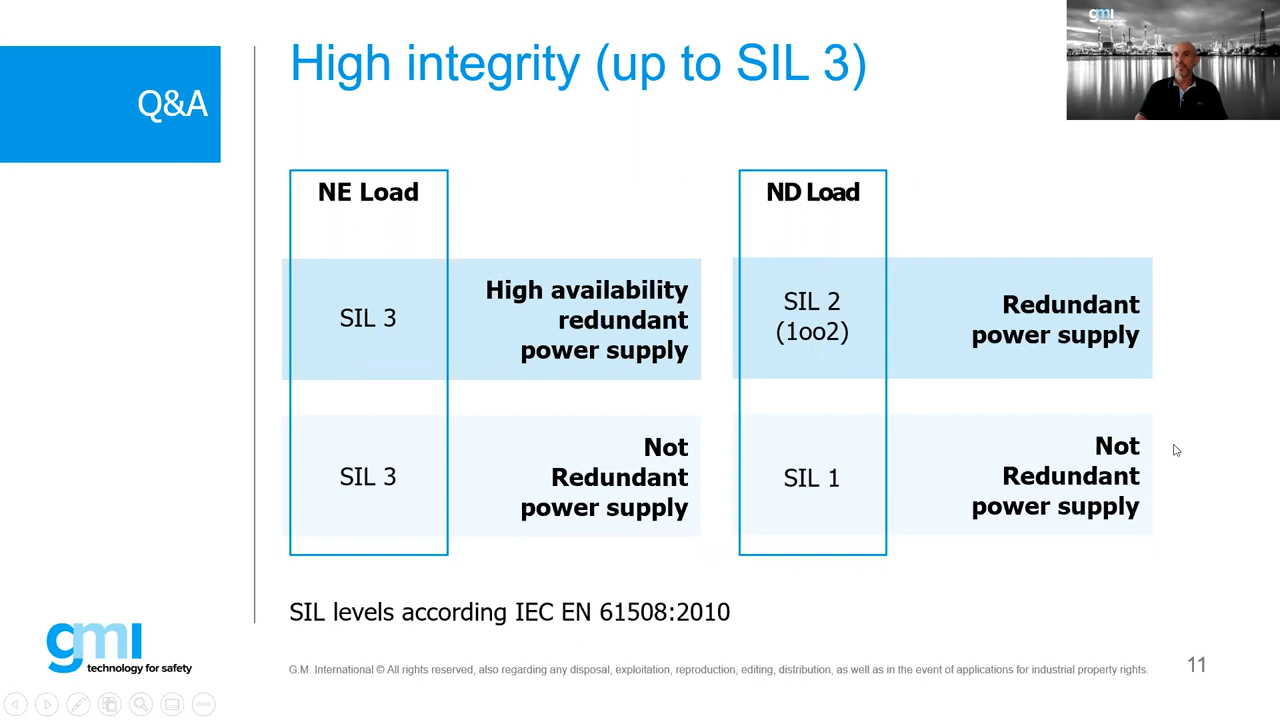 gmi
High integrity (up to SIL 3)
Q&A
NE Load
SIL 3
High availability
redundant
power supply
SIL 3
Not
Redundant
power supply
ND Load
SIL 2
(1oo2)
Redundant
power supply
SIL 1
Not
Redundant
power supply
SIL levels according IEC EN 61508:2010
gmi
technology for safety
G.M. International © All rights reserved, also regarding any disposal, exploitation, reproduction, editing, distribution, as well as in the event of applications for industrial property rights.
11